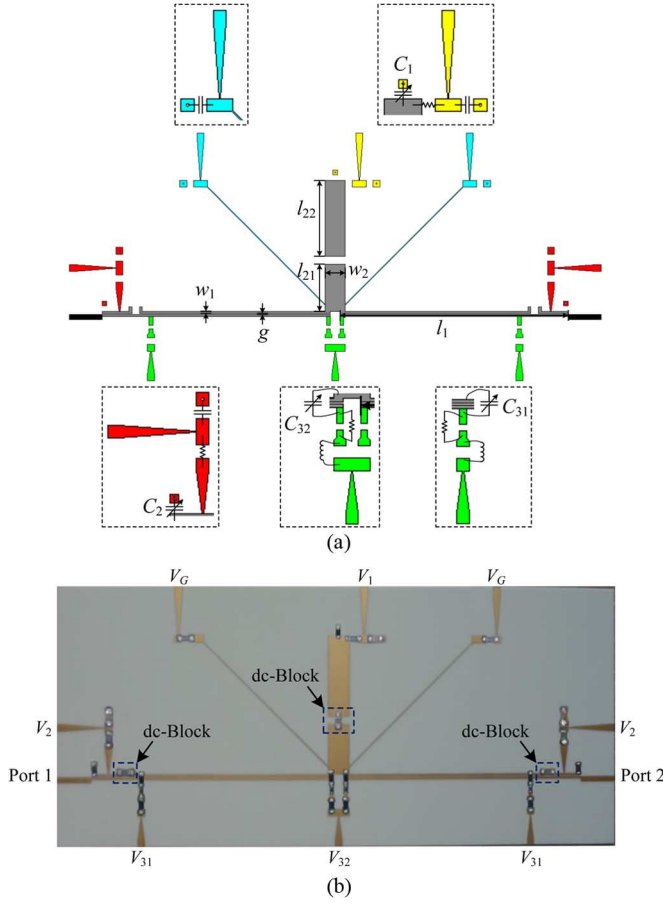 C1
l22
l21
w2
w1
g
l1
C32
C31
C2
(a)
VG V1 VG
dc-Block
V2 dc-Block dc-Block V2
Port 1 Port 2
V31 V32 V31
(b)